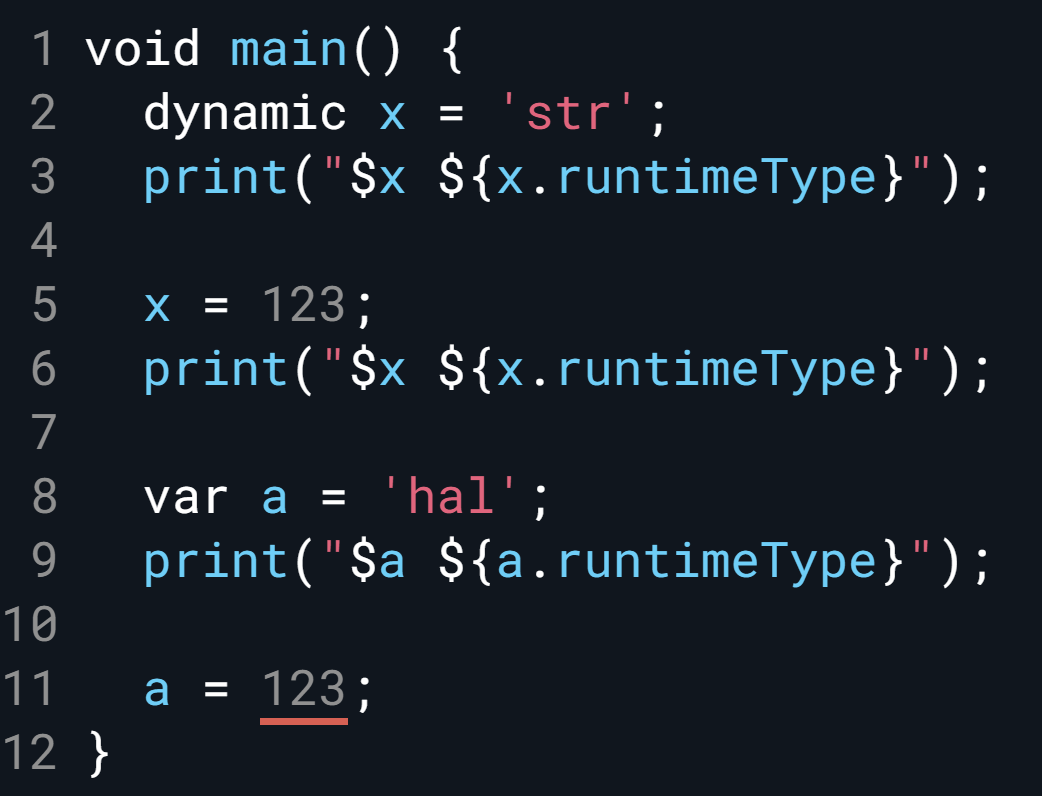 1 void main() {
2   dynamic x = 'str';
3   print("$x ${x.runtimeType}");
4
5   x = 123;
6   print("$x ${x.runtimeType}");
7
8   var a = 'hal';
9   print("$a ${a.runtimeType}");
10
11   a = 123;
12 }